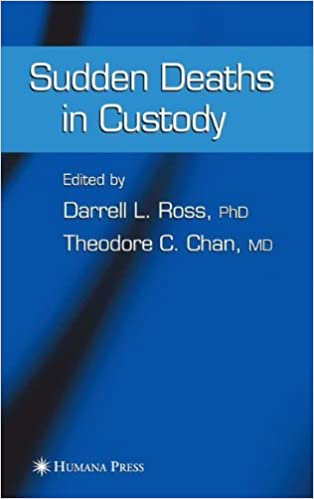 Sudden Deaths
in Custody
Edited by
Darrell L. Ross, PhD
Theodore C. Chan, MD
Humana Press